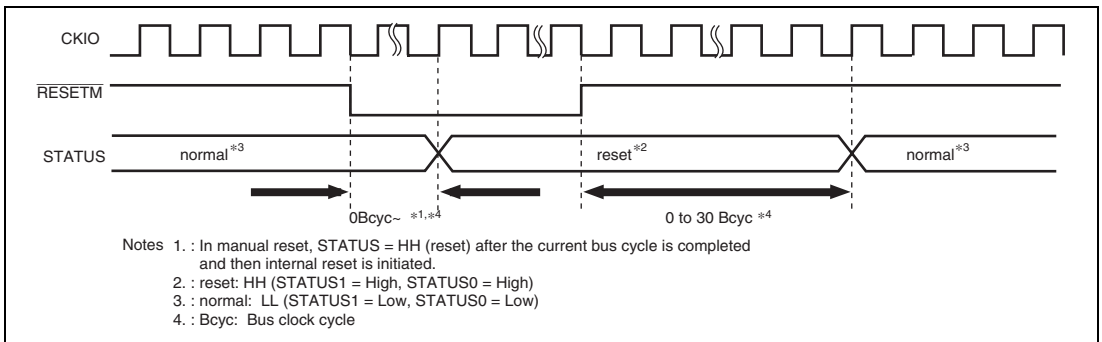 CKIO
RESETM
STATUS normal*3 reset*2 normal*3
0Bcyc~ *1,*4 0 to 30 Bcyc *4
Notes 1. : In manual reset, STATUS = HH (reset) after the current bus cycle is completed
and then internal reset is initiated.
2. : reset: HH (STATUS1 = High, STATUS0 = High)
3. : normal: LL (STATUS1 = Low, STATUS0 = Low)
4. : Bcyc: Bus clock cycle